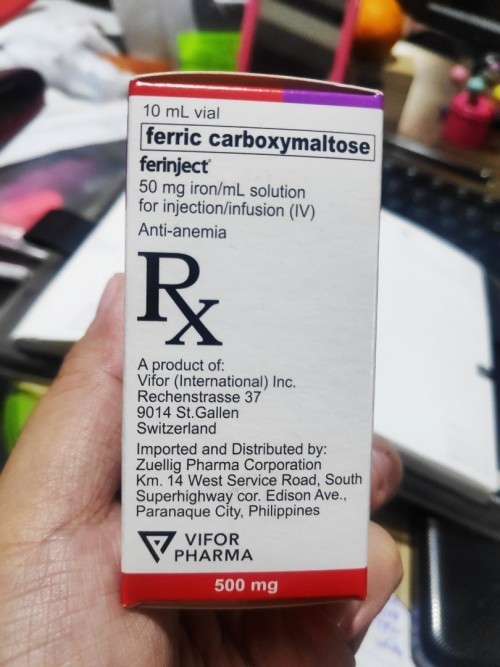 10 mL vial
ferric carboxymaltose
ferinject®
50 mg iron/mL solution
for injection/infusion (IV)
Anti-anemia
Rx
A product of:
Vifor (International) Inc.
Rechenstrasse 37
9014 St.Gallen
Switzerland
Imported and Distributed by:
Zuellig Pharma Corporation
Km. 14 West Service Road, South
Superhighway cor. Edison Ave.,
Paranaque City, Philippines
VIFOR
PHARMA
500 mg